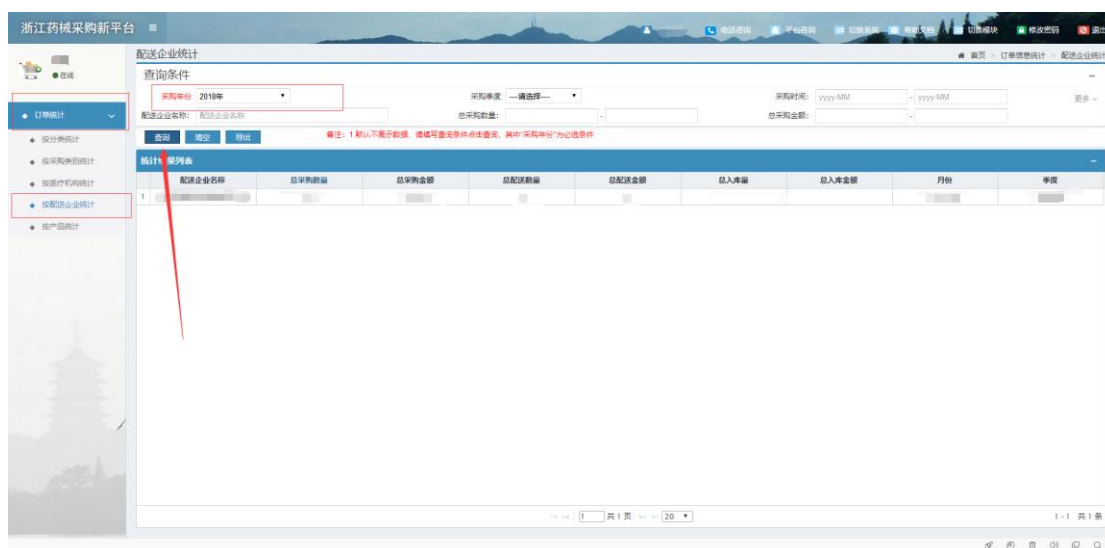 浙江药械采购新平台
电话咨询 平台咨询 切换系统 帮助文档 切换模块 修改密码 退出
在线
配送企业统计
首页 > 订单信息统计 > 配送企业统计
查询条件
采购年份: 2018年 采购季度: ----请选择---- 采购时间: yyyy-MM - yyyy-MM 更多
配送企业名称: 配送企业名称 总采购数量: - 总采购金额: -
查询 清空 导出 备注：1.默认不展示数据，请填写查询条件点击查询，其中“采购年份”为必选条件
订单统计
按分类统计
按采购类别统计
按医疗机构统计
按配送企业统计
按产品统计
统计结果列表
配送企业名称 总采购数量 总采购金额 总配送数量 总配送金额 总入库量 总入库金额 月份 季度
1
1 共 1 页 20
1 - 1 共 1 条